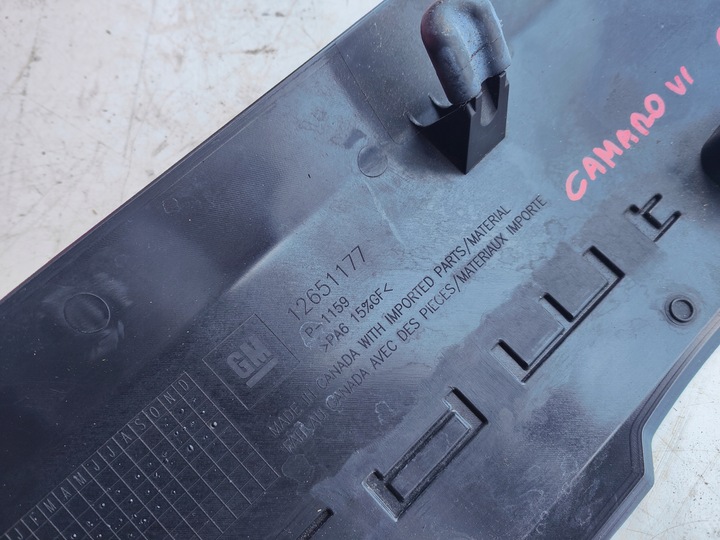 CAMARO VI
12651177
P-1159
>PA6 15%GF<
GM
MADE IN CANADA WITH IMPORTED PARTS/MATERIAL
CANADA AVEC DES PIECES/MATERIAUX IMPORTE
J F M A M J J A S O N D